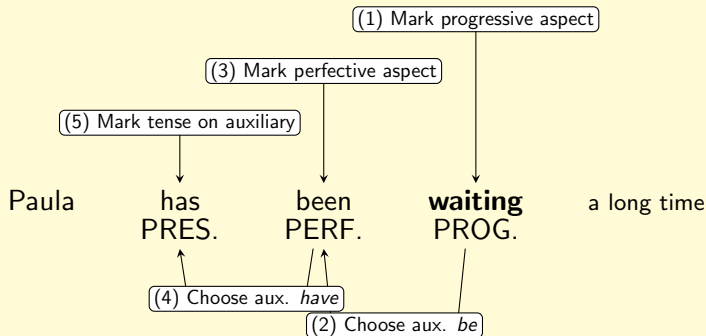 (1) Mark progressive aspect
(3) Mark perfective aspect
(5) Mark tense on auxiliary
Paula has been waiting a long time
PRES. PERF. PROG.
(4) Choose aux. have
(2) Choose aux. be